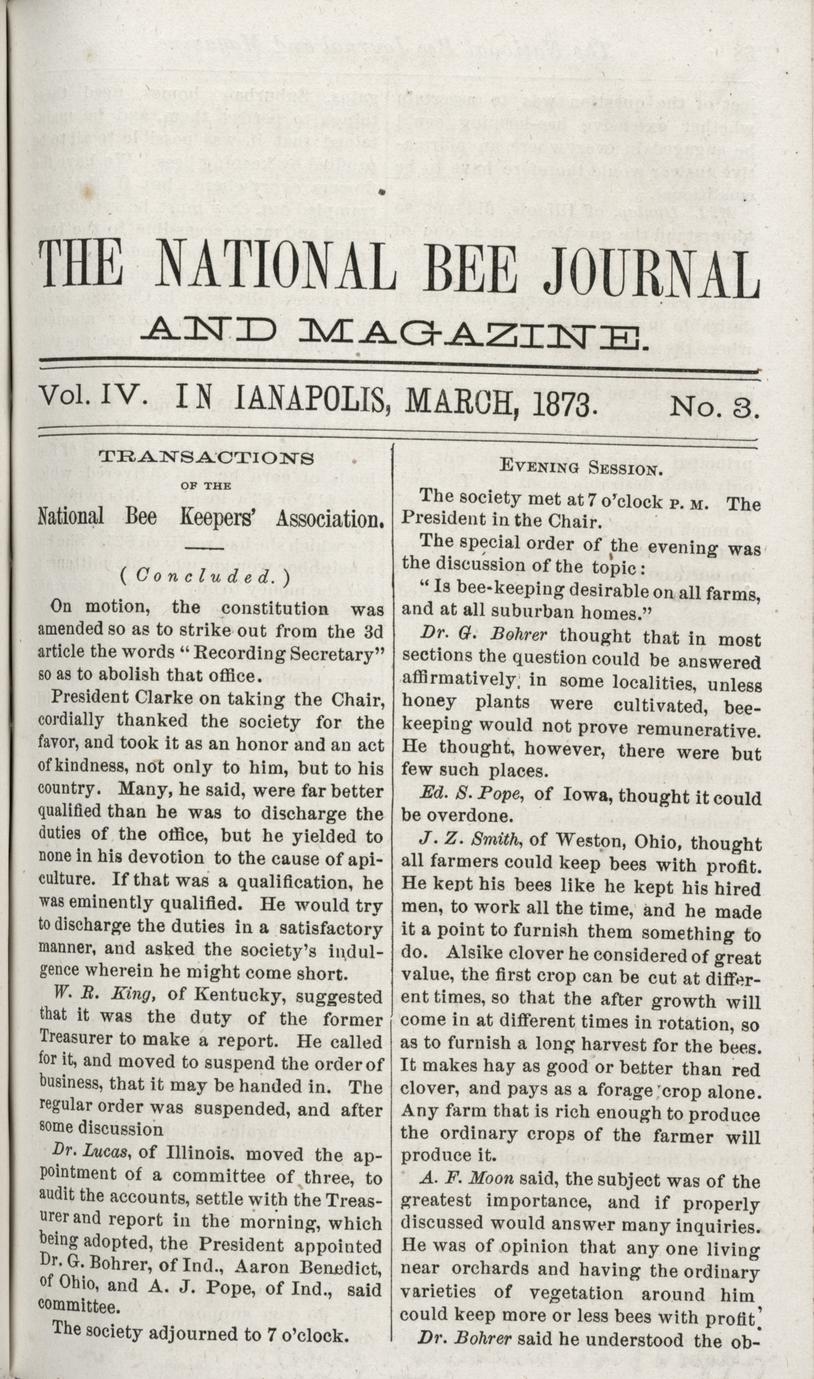 THE NATIONAL BEE JOURNAL
AND MAGAZINE.
Vol. IV. IN IANAPOLIS, MARCH, 1873. No. 3.
TRANSACTIONS
OF THE
National Bee Keepers' Association.
(Concluded.)
On motion, the constitution was
amended so as to strike out from the 3d
article the words “Recording Secretary”
so as to abolish that office.
President Clarke on taking the Chair,
cordially thanked the society for the
favor, and took it as an honor and an act
of kindness, not only to him, but to his
country. Many, he said, were far better
qualified than he was to discharge the
duties of the office, but he yielded to
none in his devotion to the cause of api-
culture. If that was a qualification, he
was eminently qualified. He would try
to discharge the duties in a satisfactory
manner, and asked the society's indul-
gence wherein he might come short.
W. R. King, of Kentucky, suggested
that it was the duty of the former
Treasurer to make a report. He called
for it, and moved to suspend the order of
business, that it may be handed in. The
regular order was suspended, and after
some discussion
Dr. Lucas, of Illinois. moved the ap-
pointment of a committee of three, to
audit the accounts, settle with the Treas-
urer and report in the morning, which
being adopted, the President appointed
Dr. G. Bohrer, of Ind., Aaron Benedict,
of Ohio, and A. J. Pope, of Ind., said
committee.
The society adjourned to 7 o'clock.
EVENING SESSION.
The society met at 7 o'clock P. M. The
President in the Chair.
The special order of the evening was
the discussion of the topic:
“Is bee-keeping desirable on all farms,
and at all suburban homes.”
Dr. G. Bohrer thought that in most
sections the question could be answered
affirmatively; in some localities, unless
honey plants were cultivated, bee-
keeping would not prove remunerative.
He thought, however, there were but
few such places.
Ed. S. Pope, of Iowa, thought it could
be overdone.
J. Z. Smith, of Weston, Ohio, thought
all farmers could keep bees with profit.
He kept his bees like he kept his hired
men, to work all the time, and he made
it a point to furnish them something to
do. Alsike clover he considered of great
value, the first crop can be cut at differ-
ent times, so that the after growth will
come in at different times in rotation, so
as to furnish a long harvest for the bees.
It makes hay as good or better than red
clover, and pays as a forage crop alone.
Any farm that is rich enough to produce
the ordinary crops of the farmer will
produce it.
A. F. Moon said, the subject was of the
greatest importance, and if properly
discussed would answer many inquiries.
He was of opinion that any one living
near orchards and having the ordinary
varieties of vegetation around him
could keep more or less bees with profit.
Dr. Bohrer said he understood the ob-